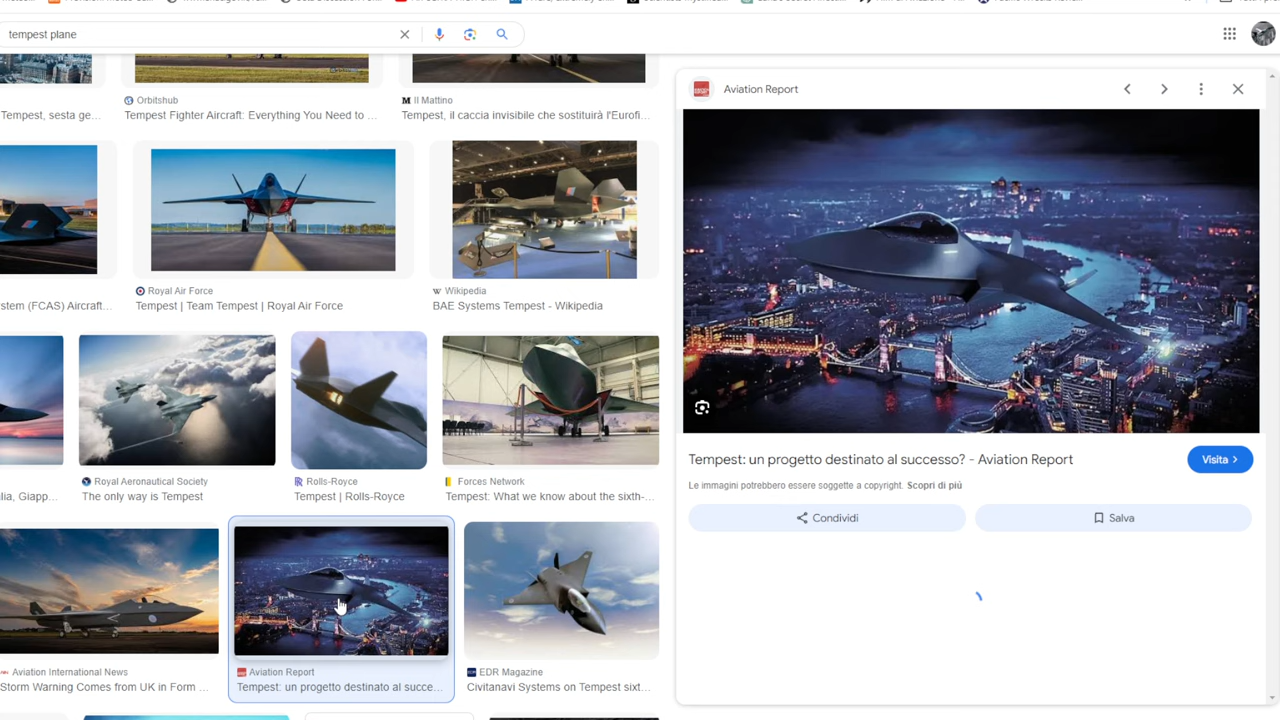 tempest plane
Orbitshub
Tempest Fighter Aircraft: Everything You Need to ...
Il Mattino
Tempest, il caccia invisibile che sostituirà l'Eurofi...
Tempest, sesta ge...
Aviation Report
Royal Air Force
Tempest | Team Tempest | Royal Air Force
Wikipedia
BAE Systems Tempest - Wikipedia
stem (FCAS) Aircraft...
Royal Aeronautical Society
The only way is Tempest
Rolls-Royce
Tempest | Rolls-Royce
Forces Network
Tempest: What we know about the sixth-...
alia, Giapp...
Tempest: un progetto destinato al successo? - Aviation Report
Visita
Le immagini potrebbero essere soggette a copyright. Scopri di più
Condividi
Salva
Aviation International News
Storm Warning Comes from UK in Form ...
Aviation Report
Tempest: un progetto destinato al succe...
EDR Magazine
Civitanavi Systems on Tempest sixt...